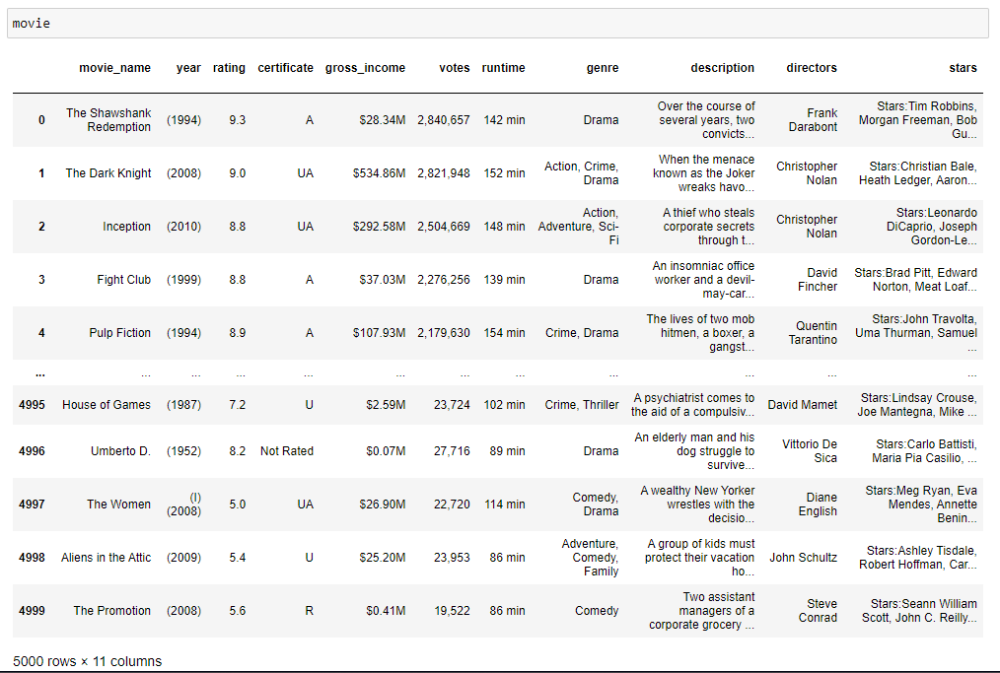 movie
movie_name year rating certificate gross_income votes runtime genre description directors stars
0 The Shawshank Redemption (1994) 9.3 A $28.34M 2,840,657 142 min Drama Over the course of several years, two convicts... Frank Darabont Stars:Tim Robbins, Morgan Freeman, Bob Gu...
1 The Dark Knight (2008) 9.0 UA $534.86M 2,821,948 152 min Action, Crime, Drama When the menace known as the Joker wreaks havo... Christopher Nolan Stars:Christian Bale, Heath Ledger, Aaron...
2 Inception (2010) 8.8 UA $292.58M 2,504,669 148 min Action, Adventure, Sci-Fi A thief who steals corporate secrets through t... Christopher Nolan Stars:Leonardo DiCaprio, Joseph Gordon-Le...
3 Fight Club (1999) 8.8 A $37.03M 2,276,256 139 min Drama An insomniac office worker and a devil-may-car... David Fincher Stars:Brad Pitt, Edward Norton, Meat Loaf...
4 Pulp Fiction (1994) 8.9 A $107.93M 2,179,630 154 min Crime, Drama The lives of two mob hitmen, a boxer, a gangst... Quentin Tarantino Stars:John Travolta, Uma Thurman, Samuel ...
... ... ... ... ... ... ... ... ... ... ... ...
4995 House of Games (1987) 7.2 U $2.59M 23,724 102 min Crime, Thriller A psychiatrist comes to the aid of a compulsiv... David Mamet Stars:Lindsay Crouse, Joe Mantegna, Mike ...
4996 Umberto D. (1952) 8.2 Not Rated $0.07M 27,716 89 min Drama An elderly man and his dog struggle to survive... Vittorio De Sica Stars:Carlo Battisti, Maria Pia Casilio, ...
4997 The Women (I) (2008) 5.0 UA $26.90M 22,720 114 min Comedy, Drama A wealthy New Yorker wrestles with the decisio... Diane English Stars:Meg Ryan, Eva Mendes, Annette Benin...
4998 Aliens in the Attic (2009) 5.4 U $25.20M 23,953 86 min Adventure, Comedy, Family A group of kids must protect their vacation ho... John Schultz Stars:Ashley Tisdale, Robert Hoffman, Car...
4999 The Promotion (2008) 5.6 R $0.41M 19,522 86 min Comedy Two assistant managers of a corporate grocery ... Steve Conrad Stars:Seann William Scott, John C. Reilly...
5000 rows × 11 columns